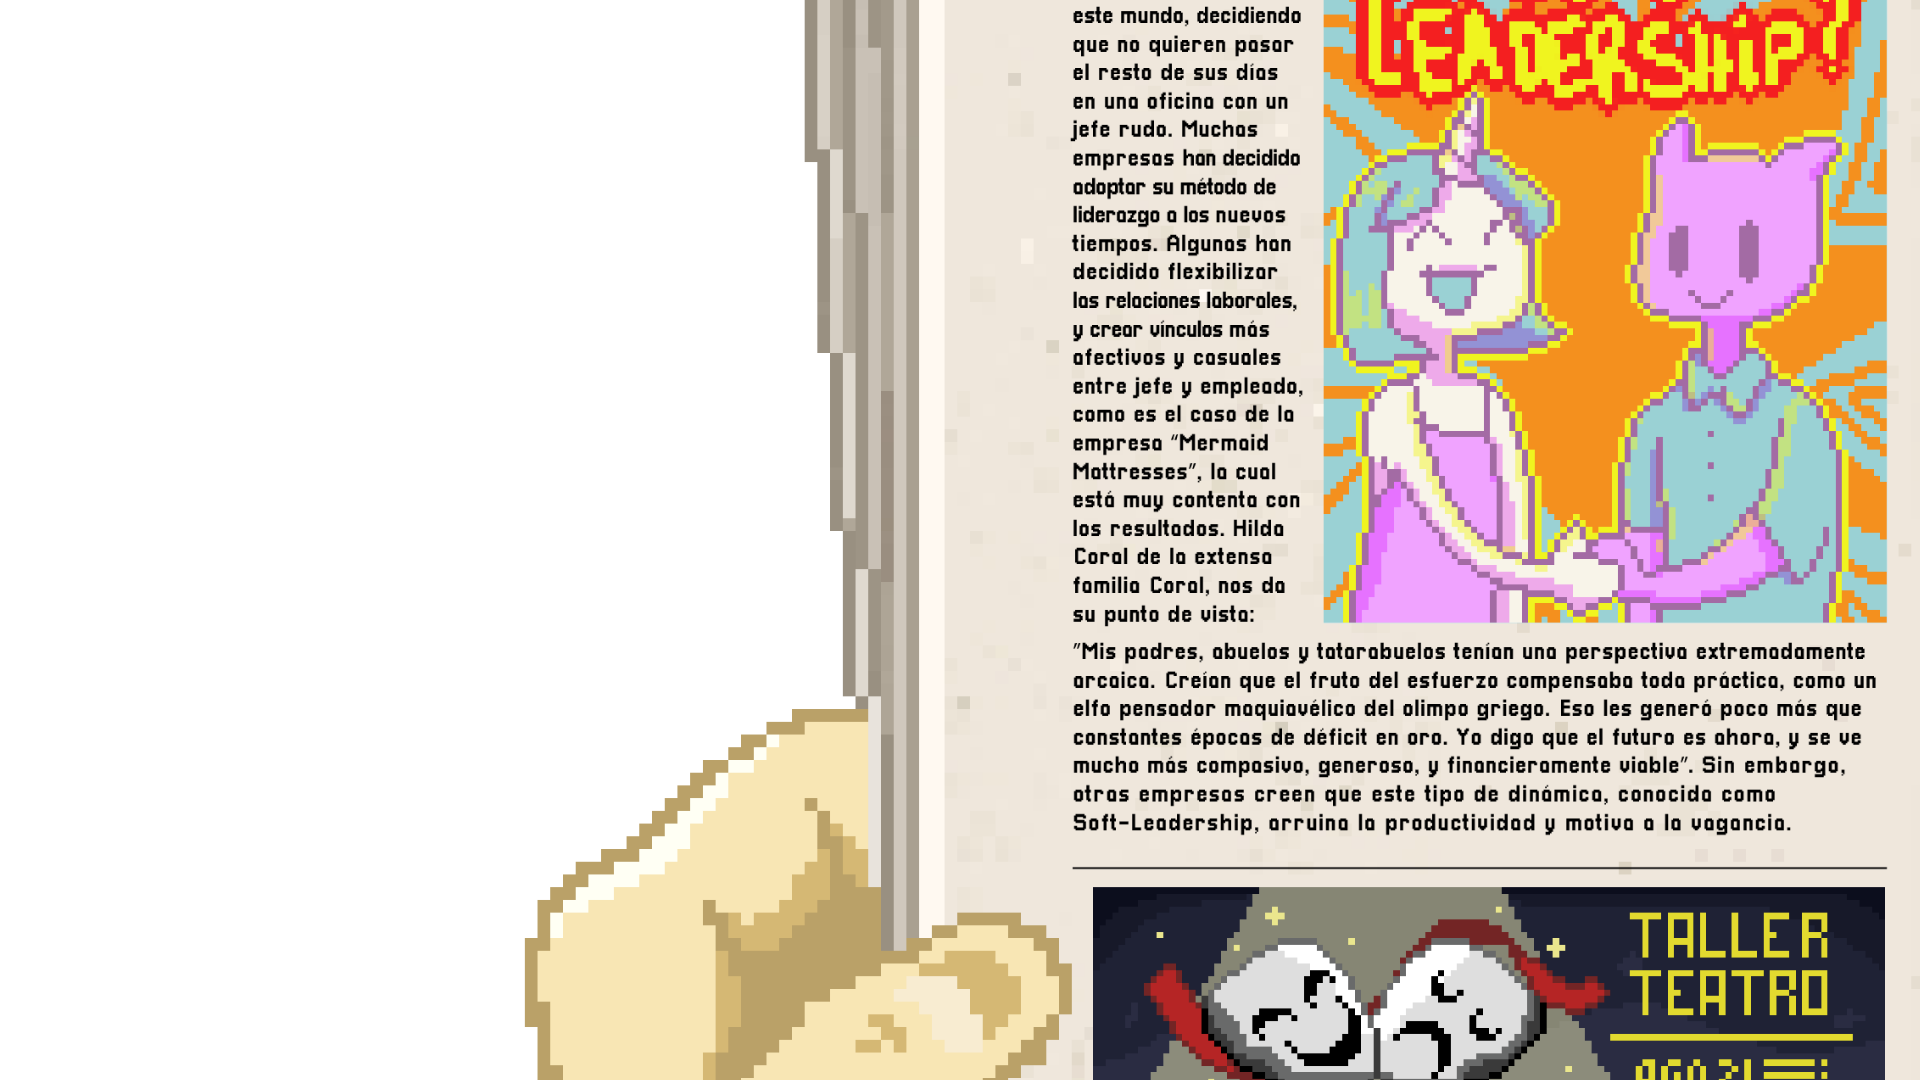 este mundo, decidiendo
que no quieren pasar
el resto de sus días
en una oficina con un
jefe rudo. Muchas
empresas han decidido
adoptar su método de
liderazgo a los nuevos
tiempos. Algunas han
decidido flexibilizar
las relaciones laborales,
y crear vínculos más
afectivos y casuales
entre jefe y empleado,
como es el caso de la
empresa "Mermaid
Mattresses", la cual
está muy contenta con
los resultados. Hilda
Coral de la extensa
familia Coral, nos da
su punto de vista:
LEADERSHIP!
"Mis padres, abuelos y tatarabuelos tenían una perspectiva extremadamente
arcaica. Creían que el fruto del esfuerzo compensaba toda práctica, como un
elfo pensador maquiavélico del olimpo griego. Eso les generó poco más que
constantes épocas de déficit en oro. Yo digo que el futuro es ahora, y se ve
mucho más compasivo, generoso, y financieramente viable". Sin embargo,
otras empresas creen que este tipo de dinámica, conocida como
Soft-Leadership, arruina la productividad y motiva a la vagancia.
TALLER
TEATRO